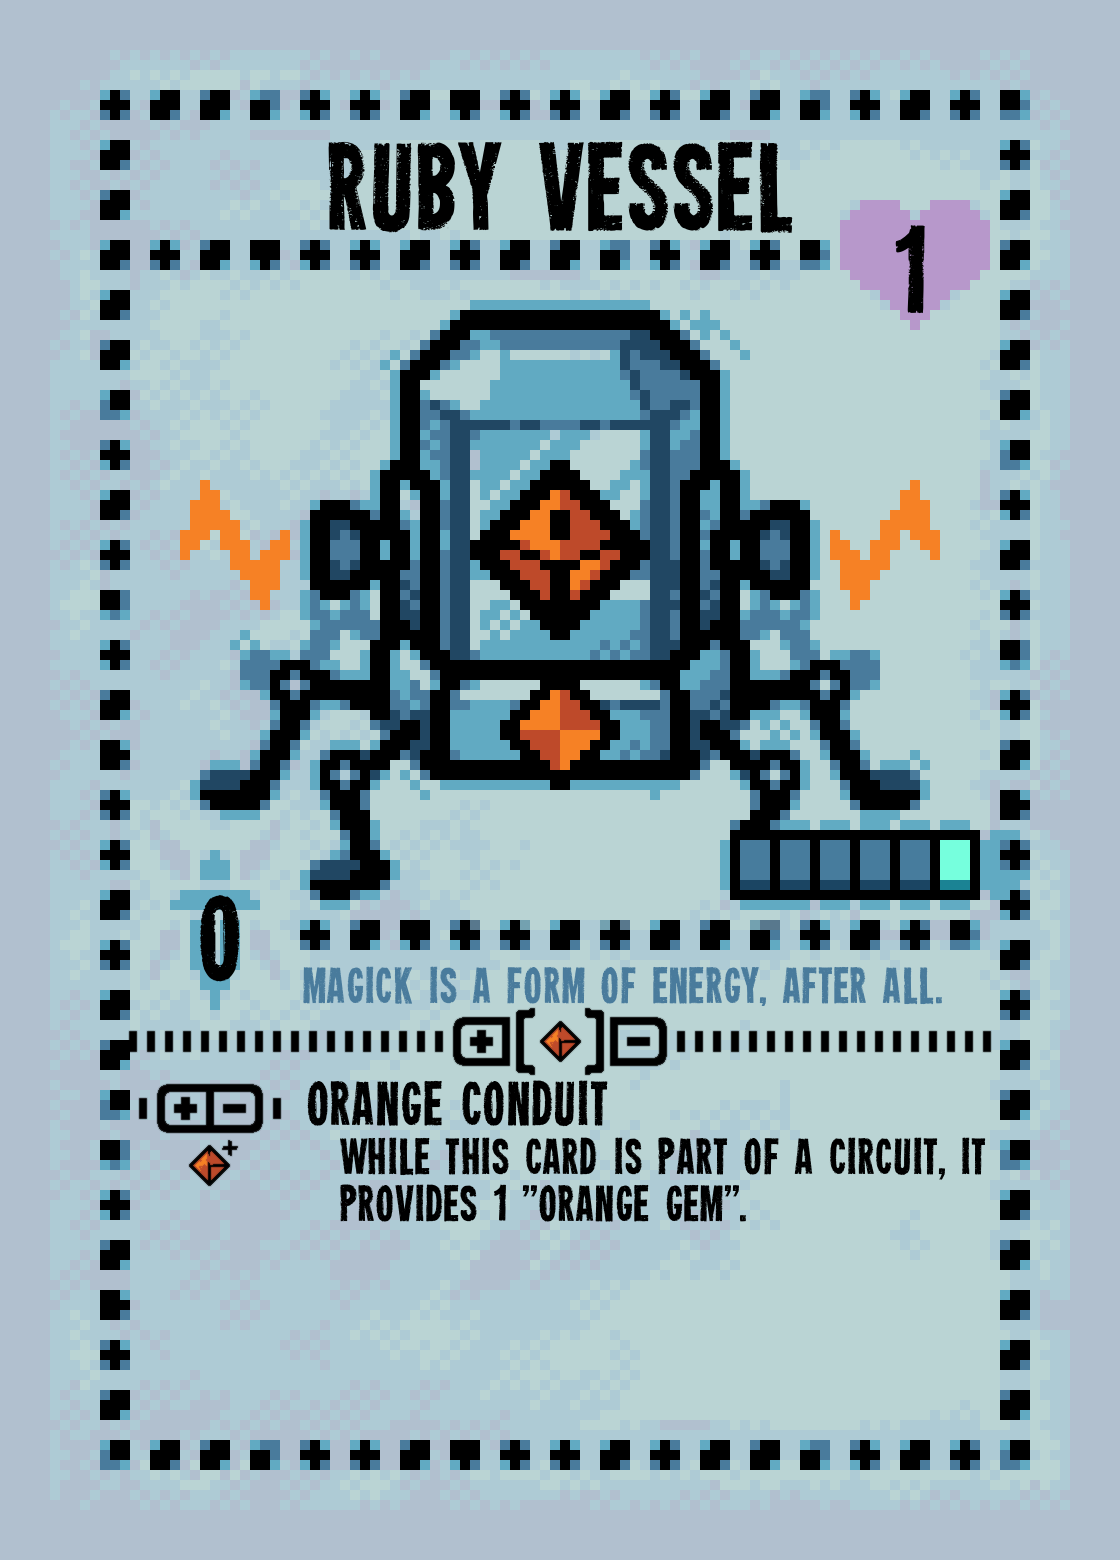 RUBY VESSEL
1
0
MAGICK IS A FORM OF ENERGY, AFTER ALL.
ORANGE CONDUIT
WHILE THIS CARD IS PART OF A CIRCUIT, IT
PROVIDES 1 "ORANGE GEM".